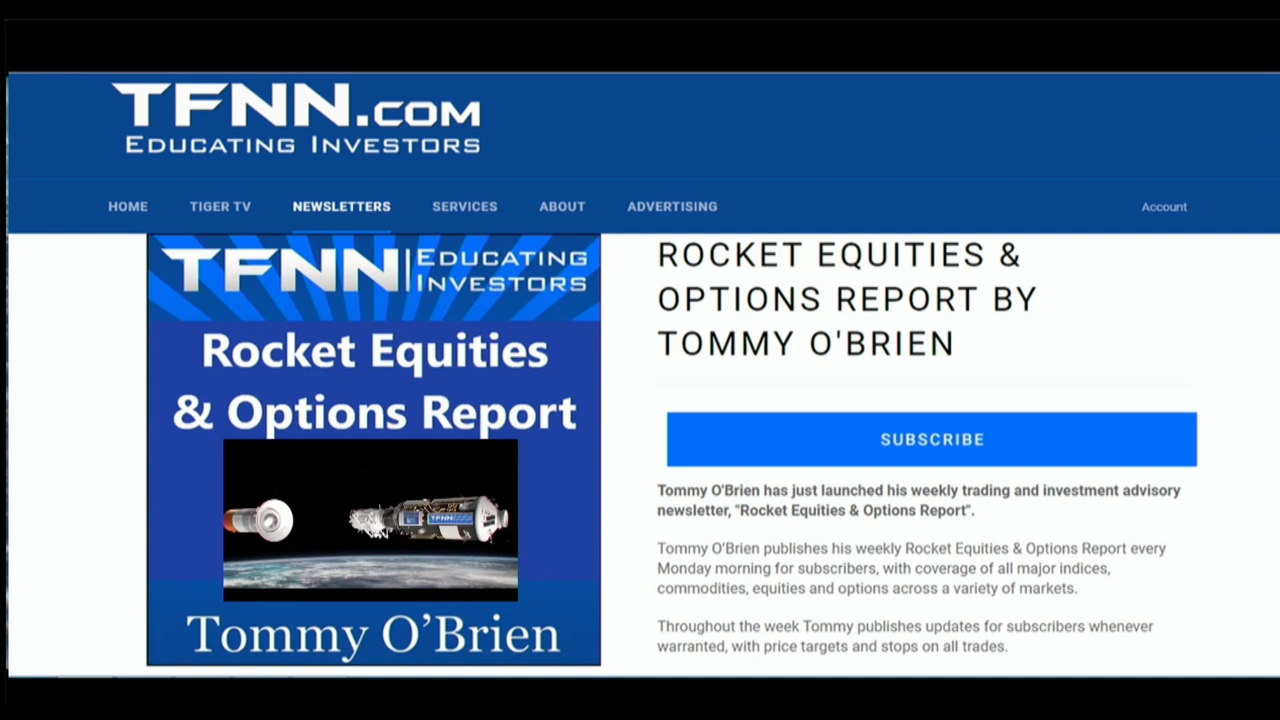 TFNN.COM
EDUCATING INVESTORS
HOME TIGER TV NEWSLETTERS SERVICES ABOUT ADVERTISING Account
TFNN EDUCATING
INVESTORS
Rocket Equities
& Options Report
TFNN
Tommy O’Brien
ROCKET EQUITIES &
OPTIONS REPORT BY
TOMMY O'BRIEN
SUBSCRIBE
Tommy O'Brien has just launched his weekly trading and investment advisory
newsletter, "Rocket Equities & Options Report".
Tommy O’Brien publishes his weekly Rocket Equities & Options Report every
Monday morning for subscribers, with coverage of all major indices,
commodities, equities and options across a variety of markets.
Throughout the week Tommy publishes updates for subscribers whenever
warranted, with price targets and stops on all trades.